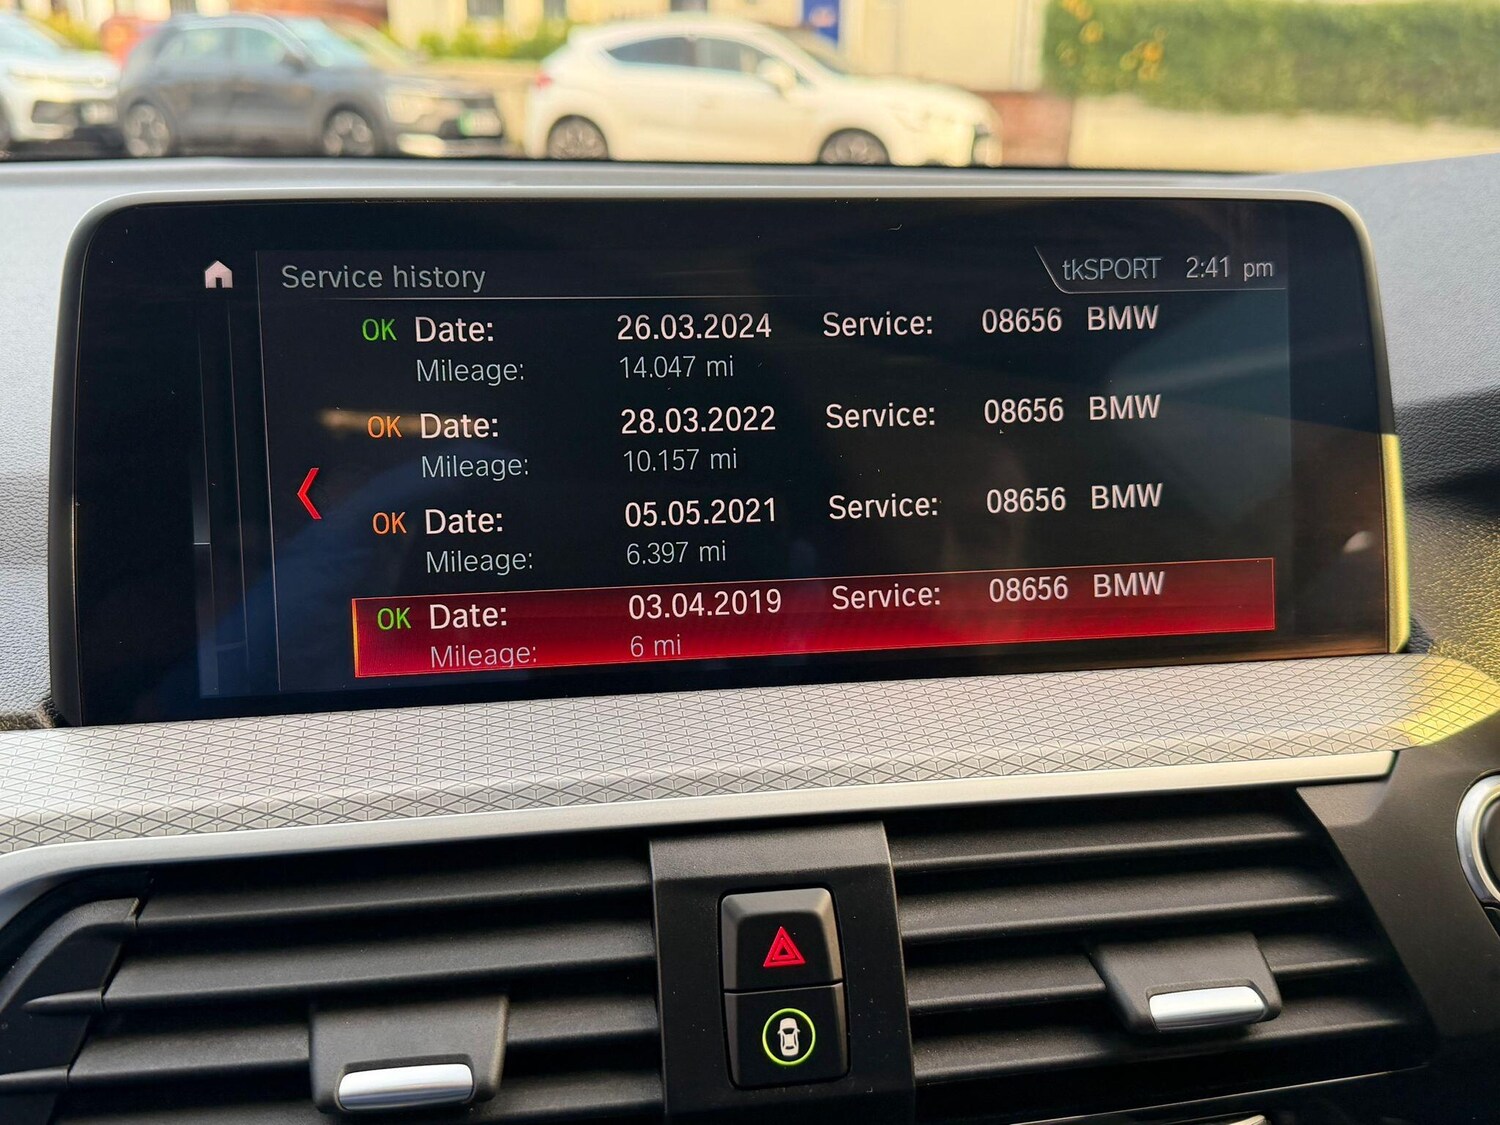 Service history tkSPORT 2:41 pm
OK Date: 26.03.2024 Service: 08656 BMW
Mileage: 14.047 mi
OK Date: 28.03.2022 Service: 08656 BMW
Mileage: 10.157 mi
OK Date: 05.05.2021 Service: 08656 BMW
Mileage: 6.397 mi
OK Date: 03.04.2019 Service: 08656 BMW
Mileage: 6 mi